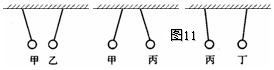 甲 乙 甲 丙 图11 丙 丁